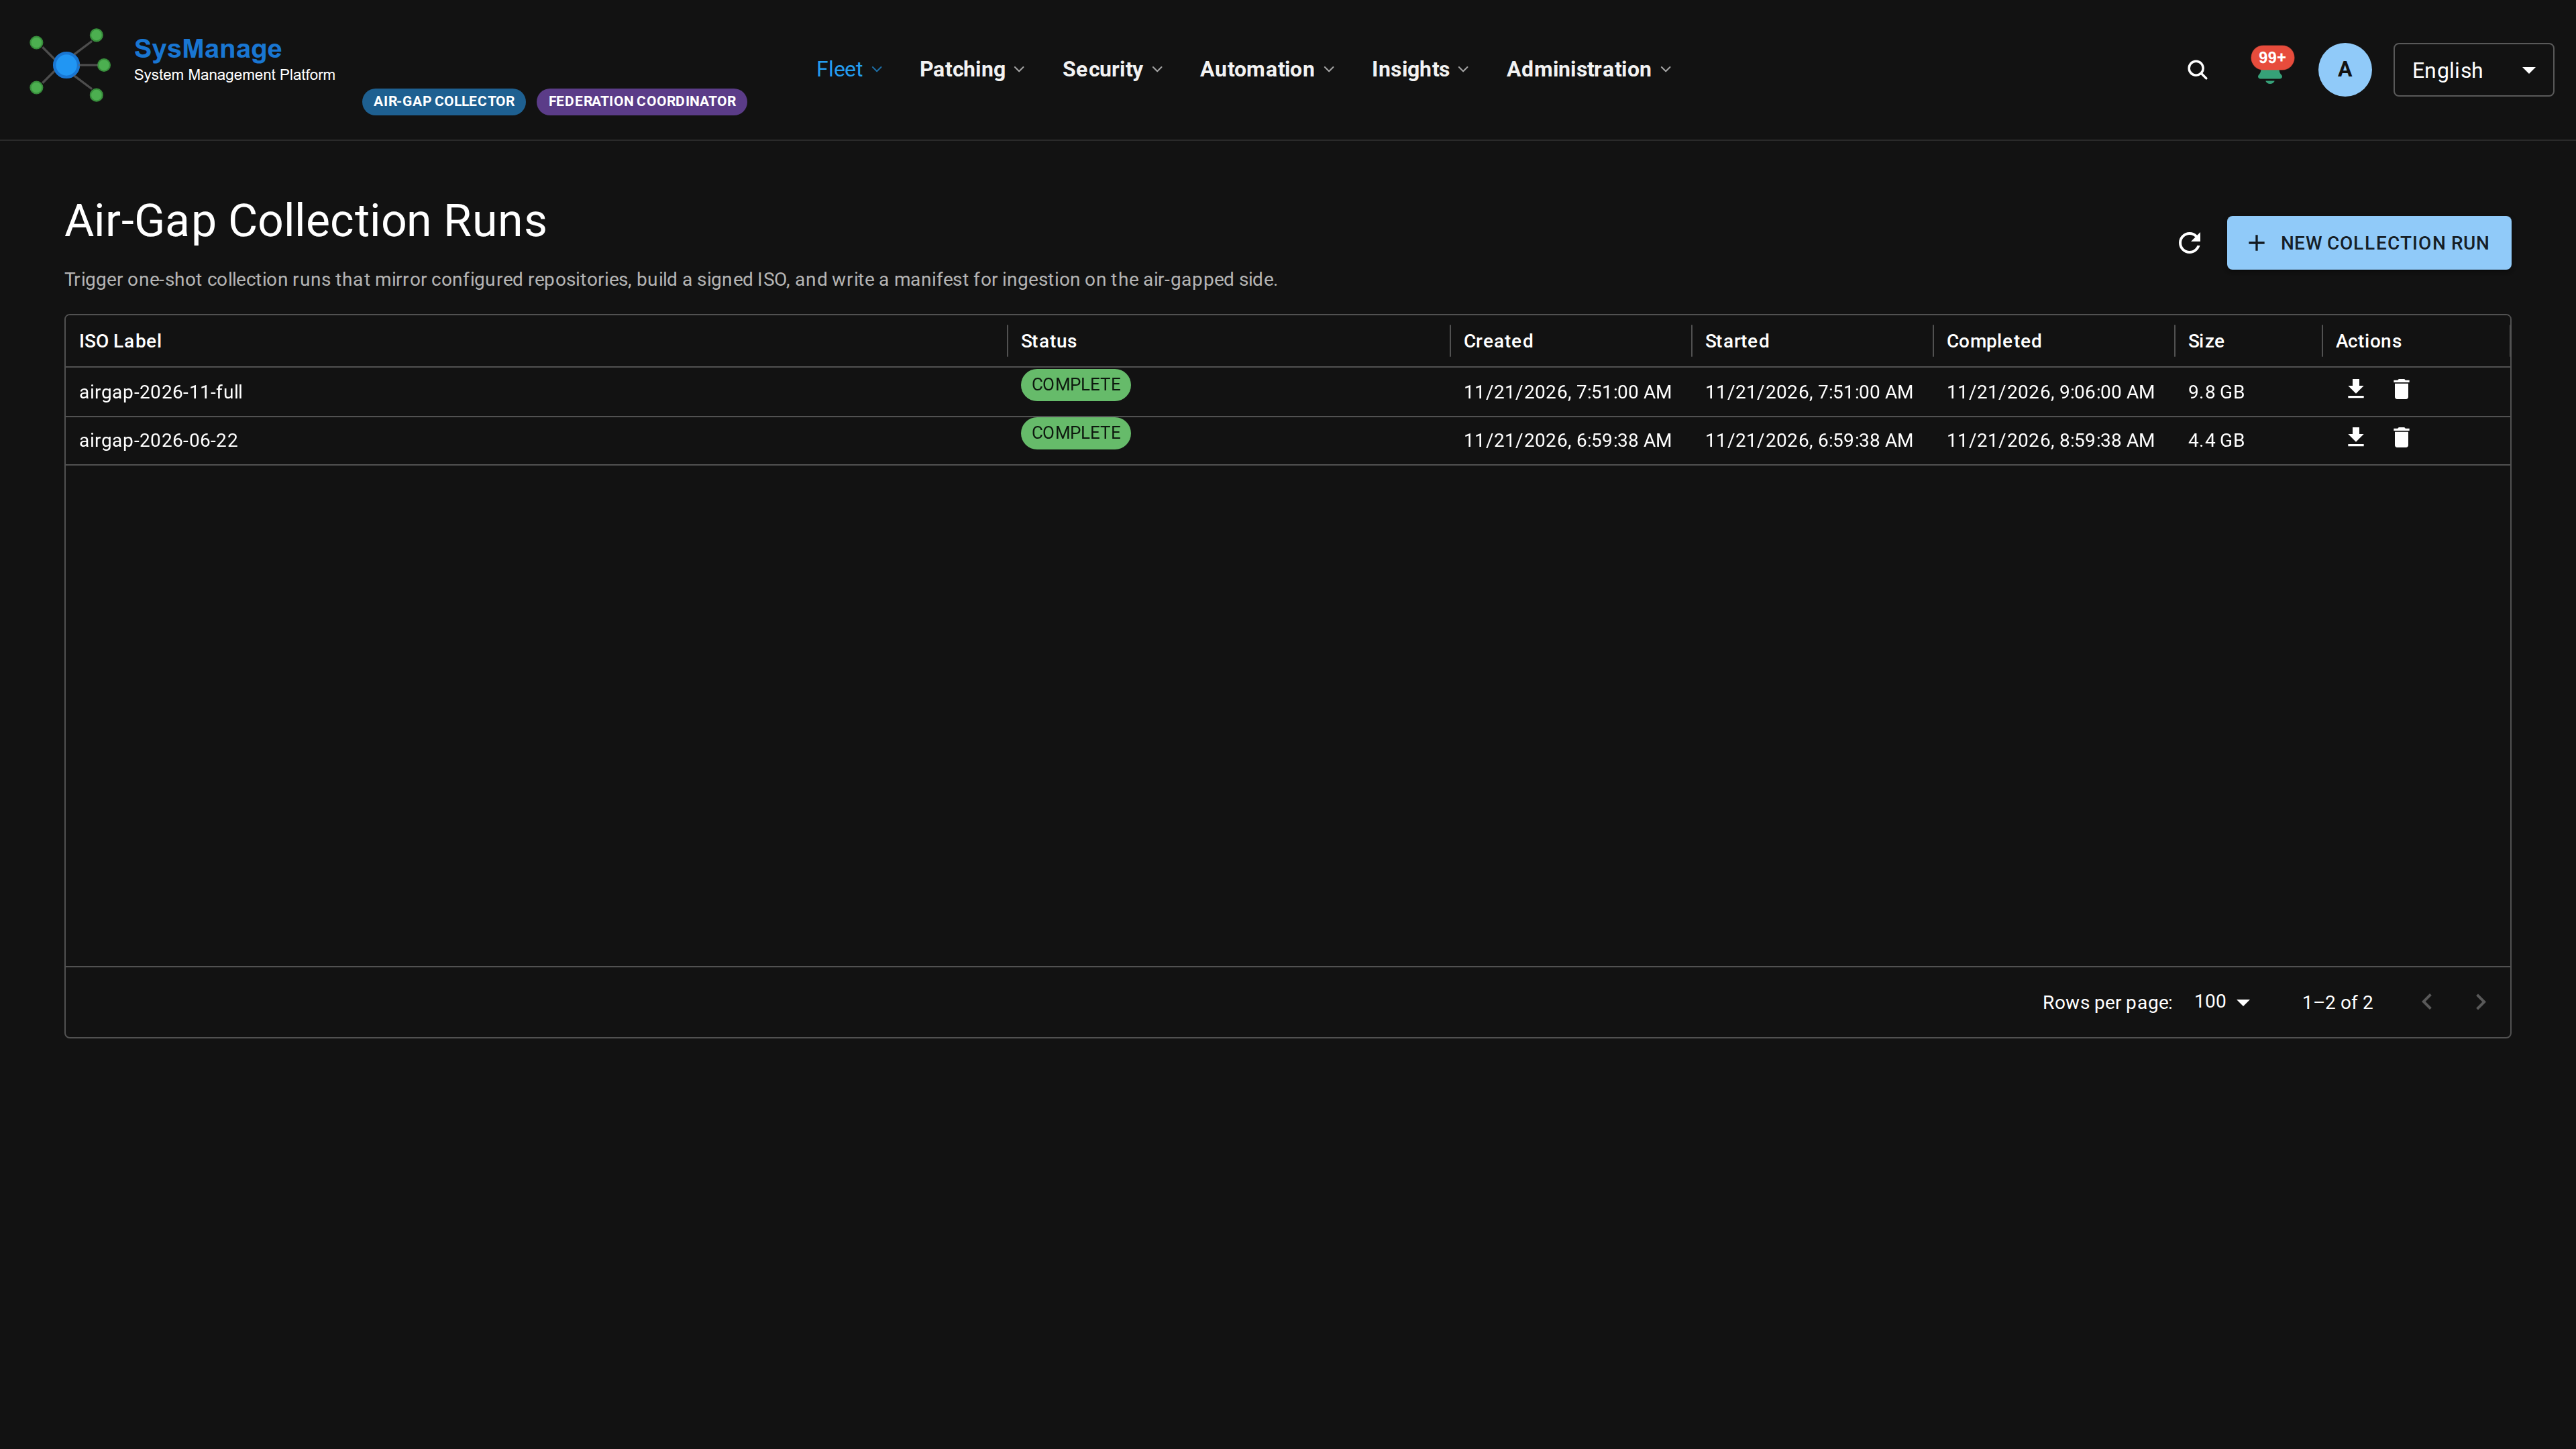 SysManage
System Management Platform
AIR-GAP COLLECTOR FEDERATION COORDINATOR
Fleet Patching Security Automation Insights Administration
99+ A English
Air-Gap Collection Runs
NEW COLLECTION RUN
Trigger one-shot collection runs that mirror configured repositories, build a signed ISO, and write a manifest for ingestion on the air-gapped side.
ISO Label Status Created Started Completed Size Actions
airgap-2026-11-full COMPLETE 11/21/2026, 7:51:00 AM 11/21/2026, 7:51:00 AM 11/21/2026, 9:06:00 AM 9.8 GB
airgap-2026-06-22 COMPLETE 11/21/2026, 6:59:38 AM 11/21/2026, 6:59:38 AM 11/21/2026, 8:59:38 AM 4.4 GB
Rows per page: 100 1–2 of 2